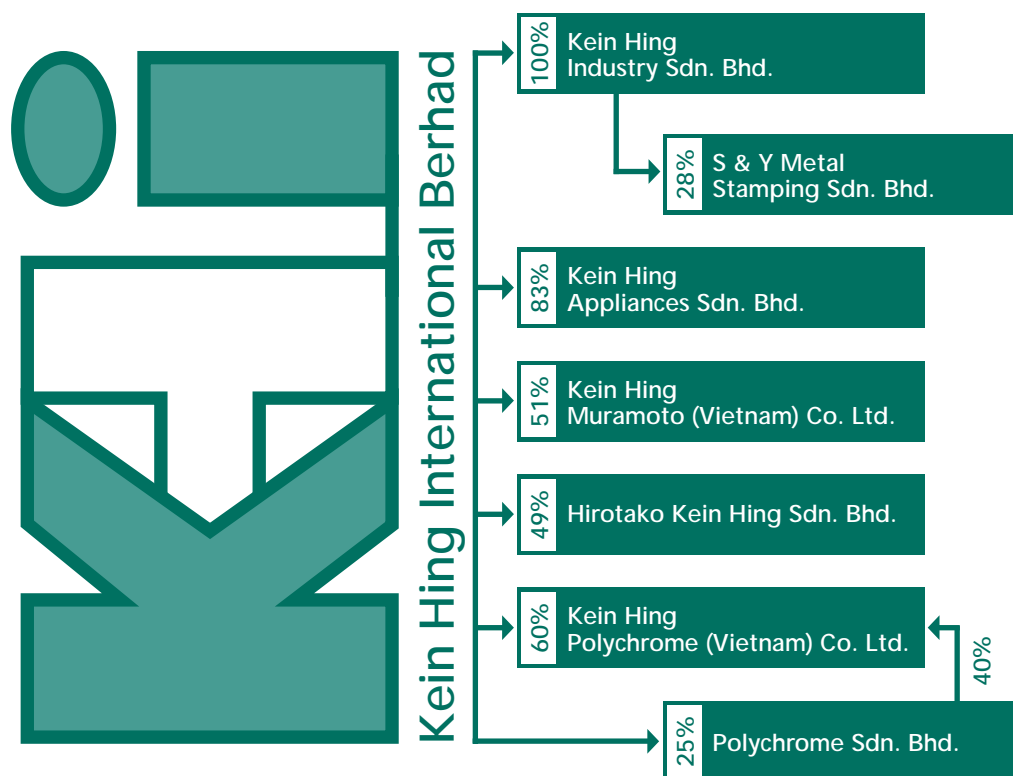 Kein Hing International Berhad
100%
Kein Hing
Industry Sdn. Bhd.
28%
S & Y Metal
Stamping Sdn. Bhd.
83%
Kein Hing
Appliances Sdn. Bhd.
51%
Kein Hing
Muramoto (Vietnam) Co. Ltd.
49%
Hirotako Kein Hing Sdn. Bhd.
60%
Kein Hing
Polychrome (Vietnam) Co. Ltd.
40%
25%
Polychrome Sdn. Bhd.